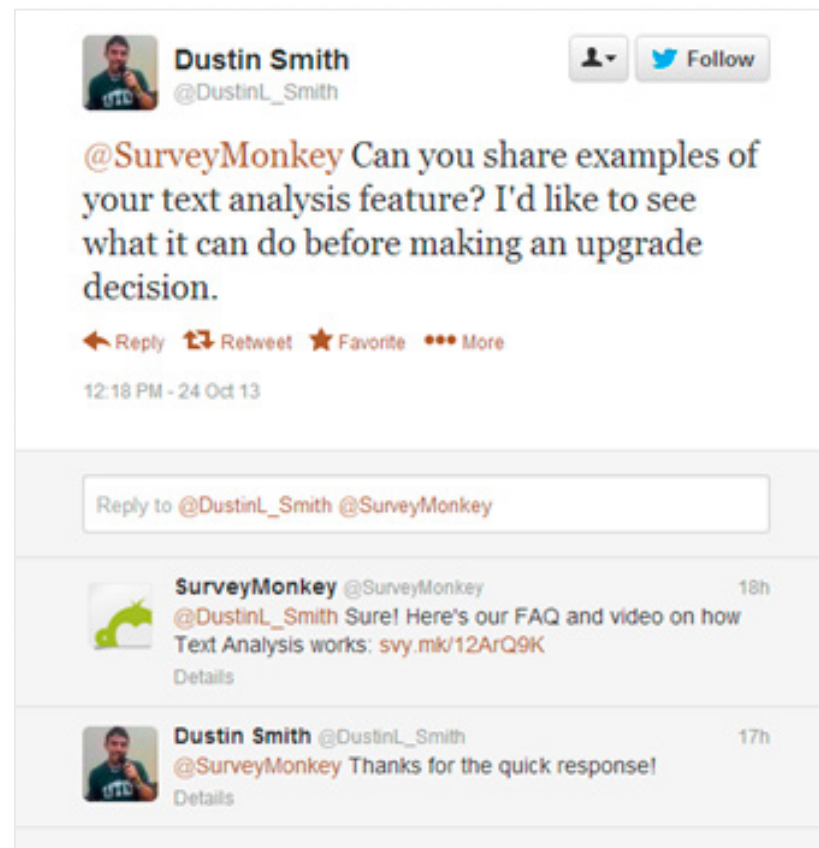 Dustin Smith
@DustinL_Smith
Follow
@SurveyMonkey Can you share examples of
your text analysis feature? I'd like to see
what it can do before making an upgrade
decision.
Reply Retweet Favorite More
12:18 PM - 24 Oct 13
Reply to @DustinL_Smith @SurveyMonkey
SurveyMonkey @SurveyMonkey 18h
@DustinL_Smith Sure! Here's our FAQ and video on how
Text Analysis works: svy.mk/12ArQ9K
Details
Dustin Smith @DustinL_Smith 17h
@SurveyMonkey Thanks for the quick response!
Details
UTD
UTD